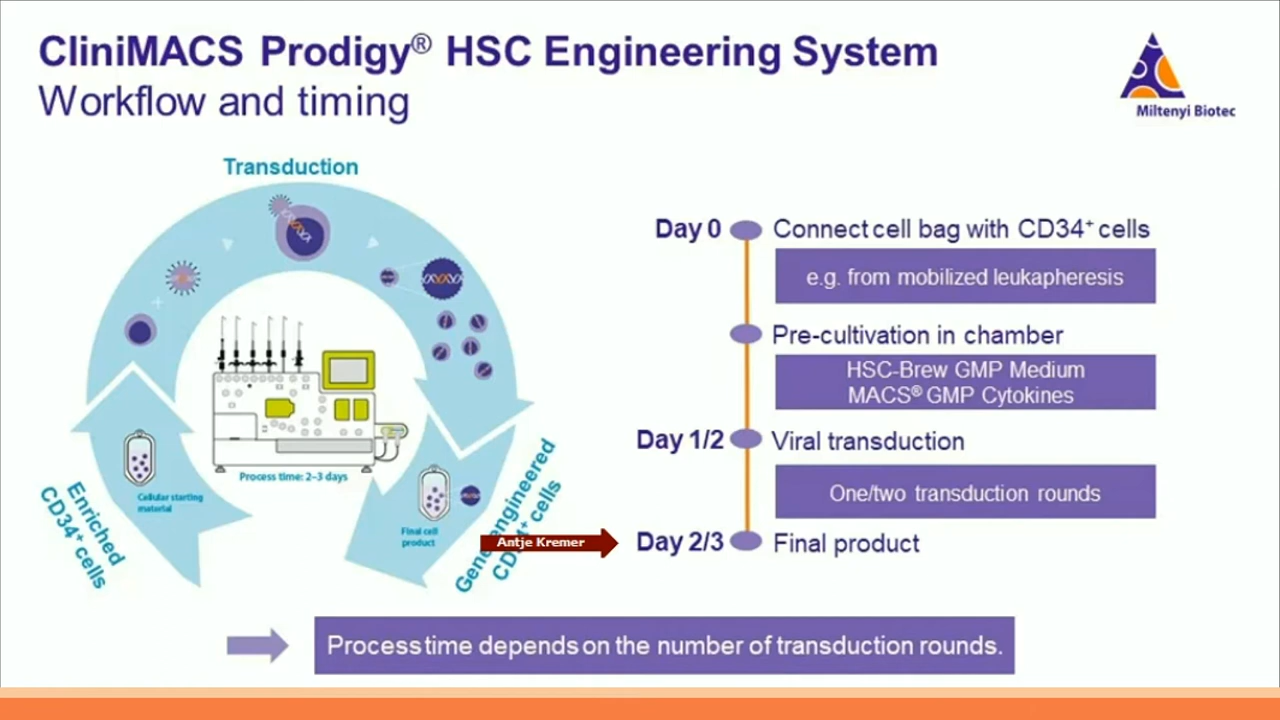 CliniMACS Prodigy® HSC Engineering System
Workflow and timing
Miltenyi Biotec
Transduction
Process time: 2–3 days
Cellular starting
material
Enriched
CD34⁺ cells
Final cell
product
Gene-engineered
CD34⁺ cells
Antje Kremer
Day 0
Connect cell bag with CD34⁺ cells
e.g. from mobilized leukapheresis
Pre-cultivation in chamber
HSC-Brew GMP Medium
MACS® GMP Cytokines
Day 1/2
Viral transduction
One/two transduction rounds
Day 2/3
Final product
Process time depends on the number of transduction rounds.